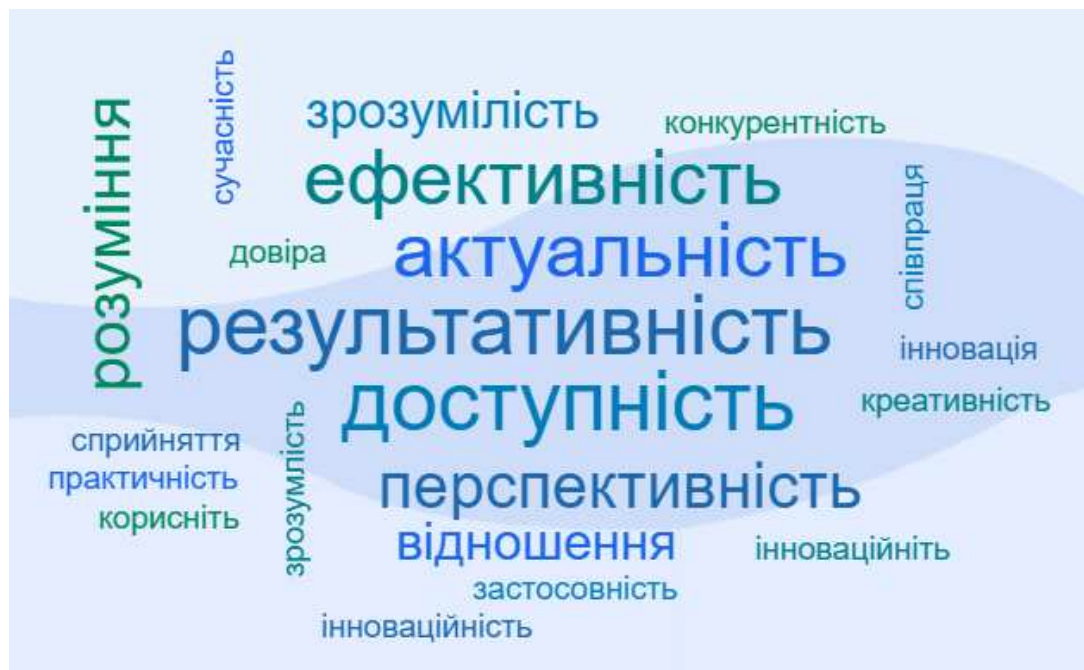 сучасність
розуміння
зрозумілість
конкурентність
ефективність
співпраця
довіра
актуальність
результативність
інновація
доступність
креативність
сприйняття
зрозумлість
практичність
перспективність
корисніть
відношення
інноваційніть
застосовність
інноваційність